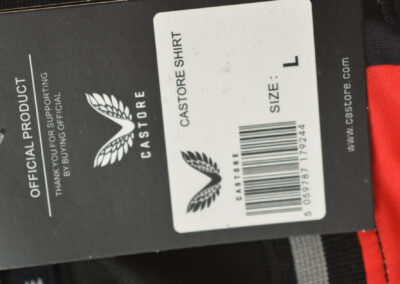 OFFICIAL PRODUCT
THANK YOU FOR SUPPORTING
BY BUYING OFFICIAL
CASTORE
CASTORE SHIRT
SIZE: L
CASTORE
5 059787 179244
www.castore.com